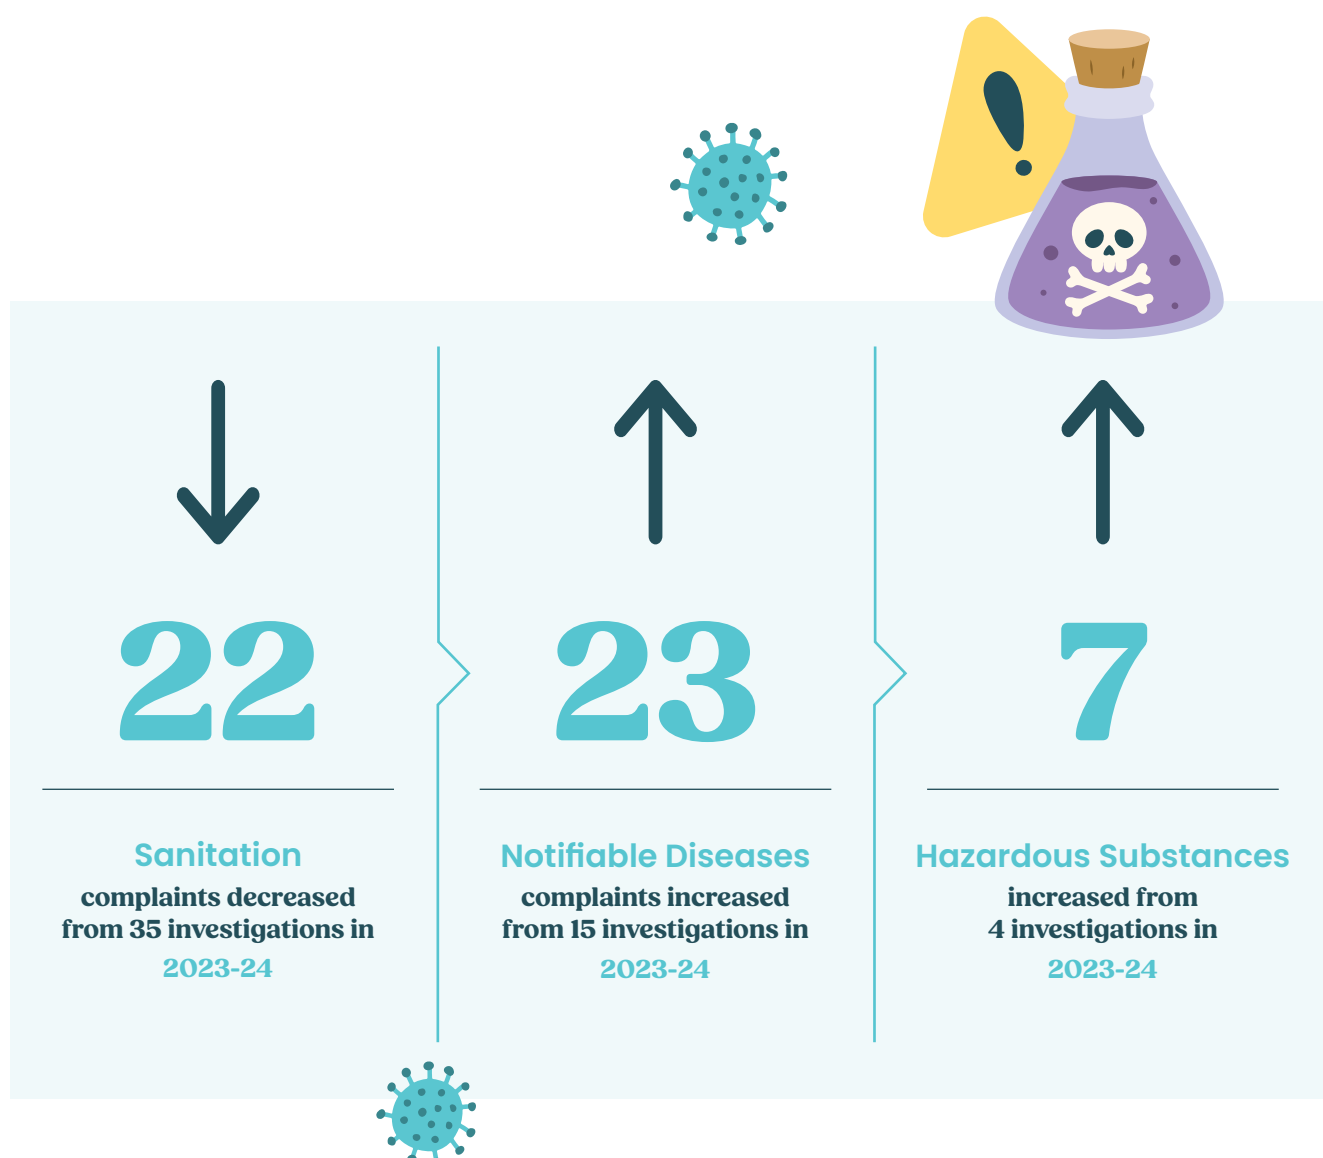 22
Sanitation
complaints decreased
from 35 investigations in
2023-24
23
Notifiable Diseases
complaints increased
from 15 investigations in
2023-24
7
Hazardous Substances
increased from
4 investigations in
2023-24